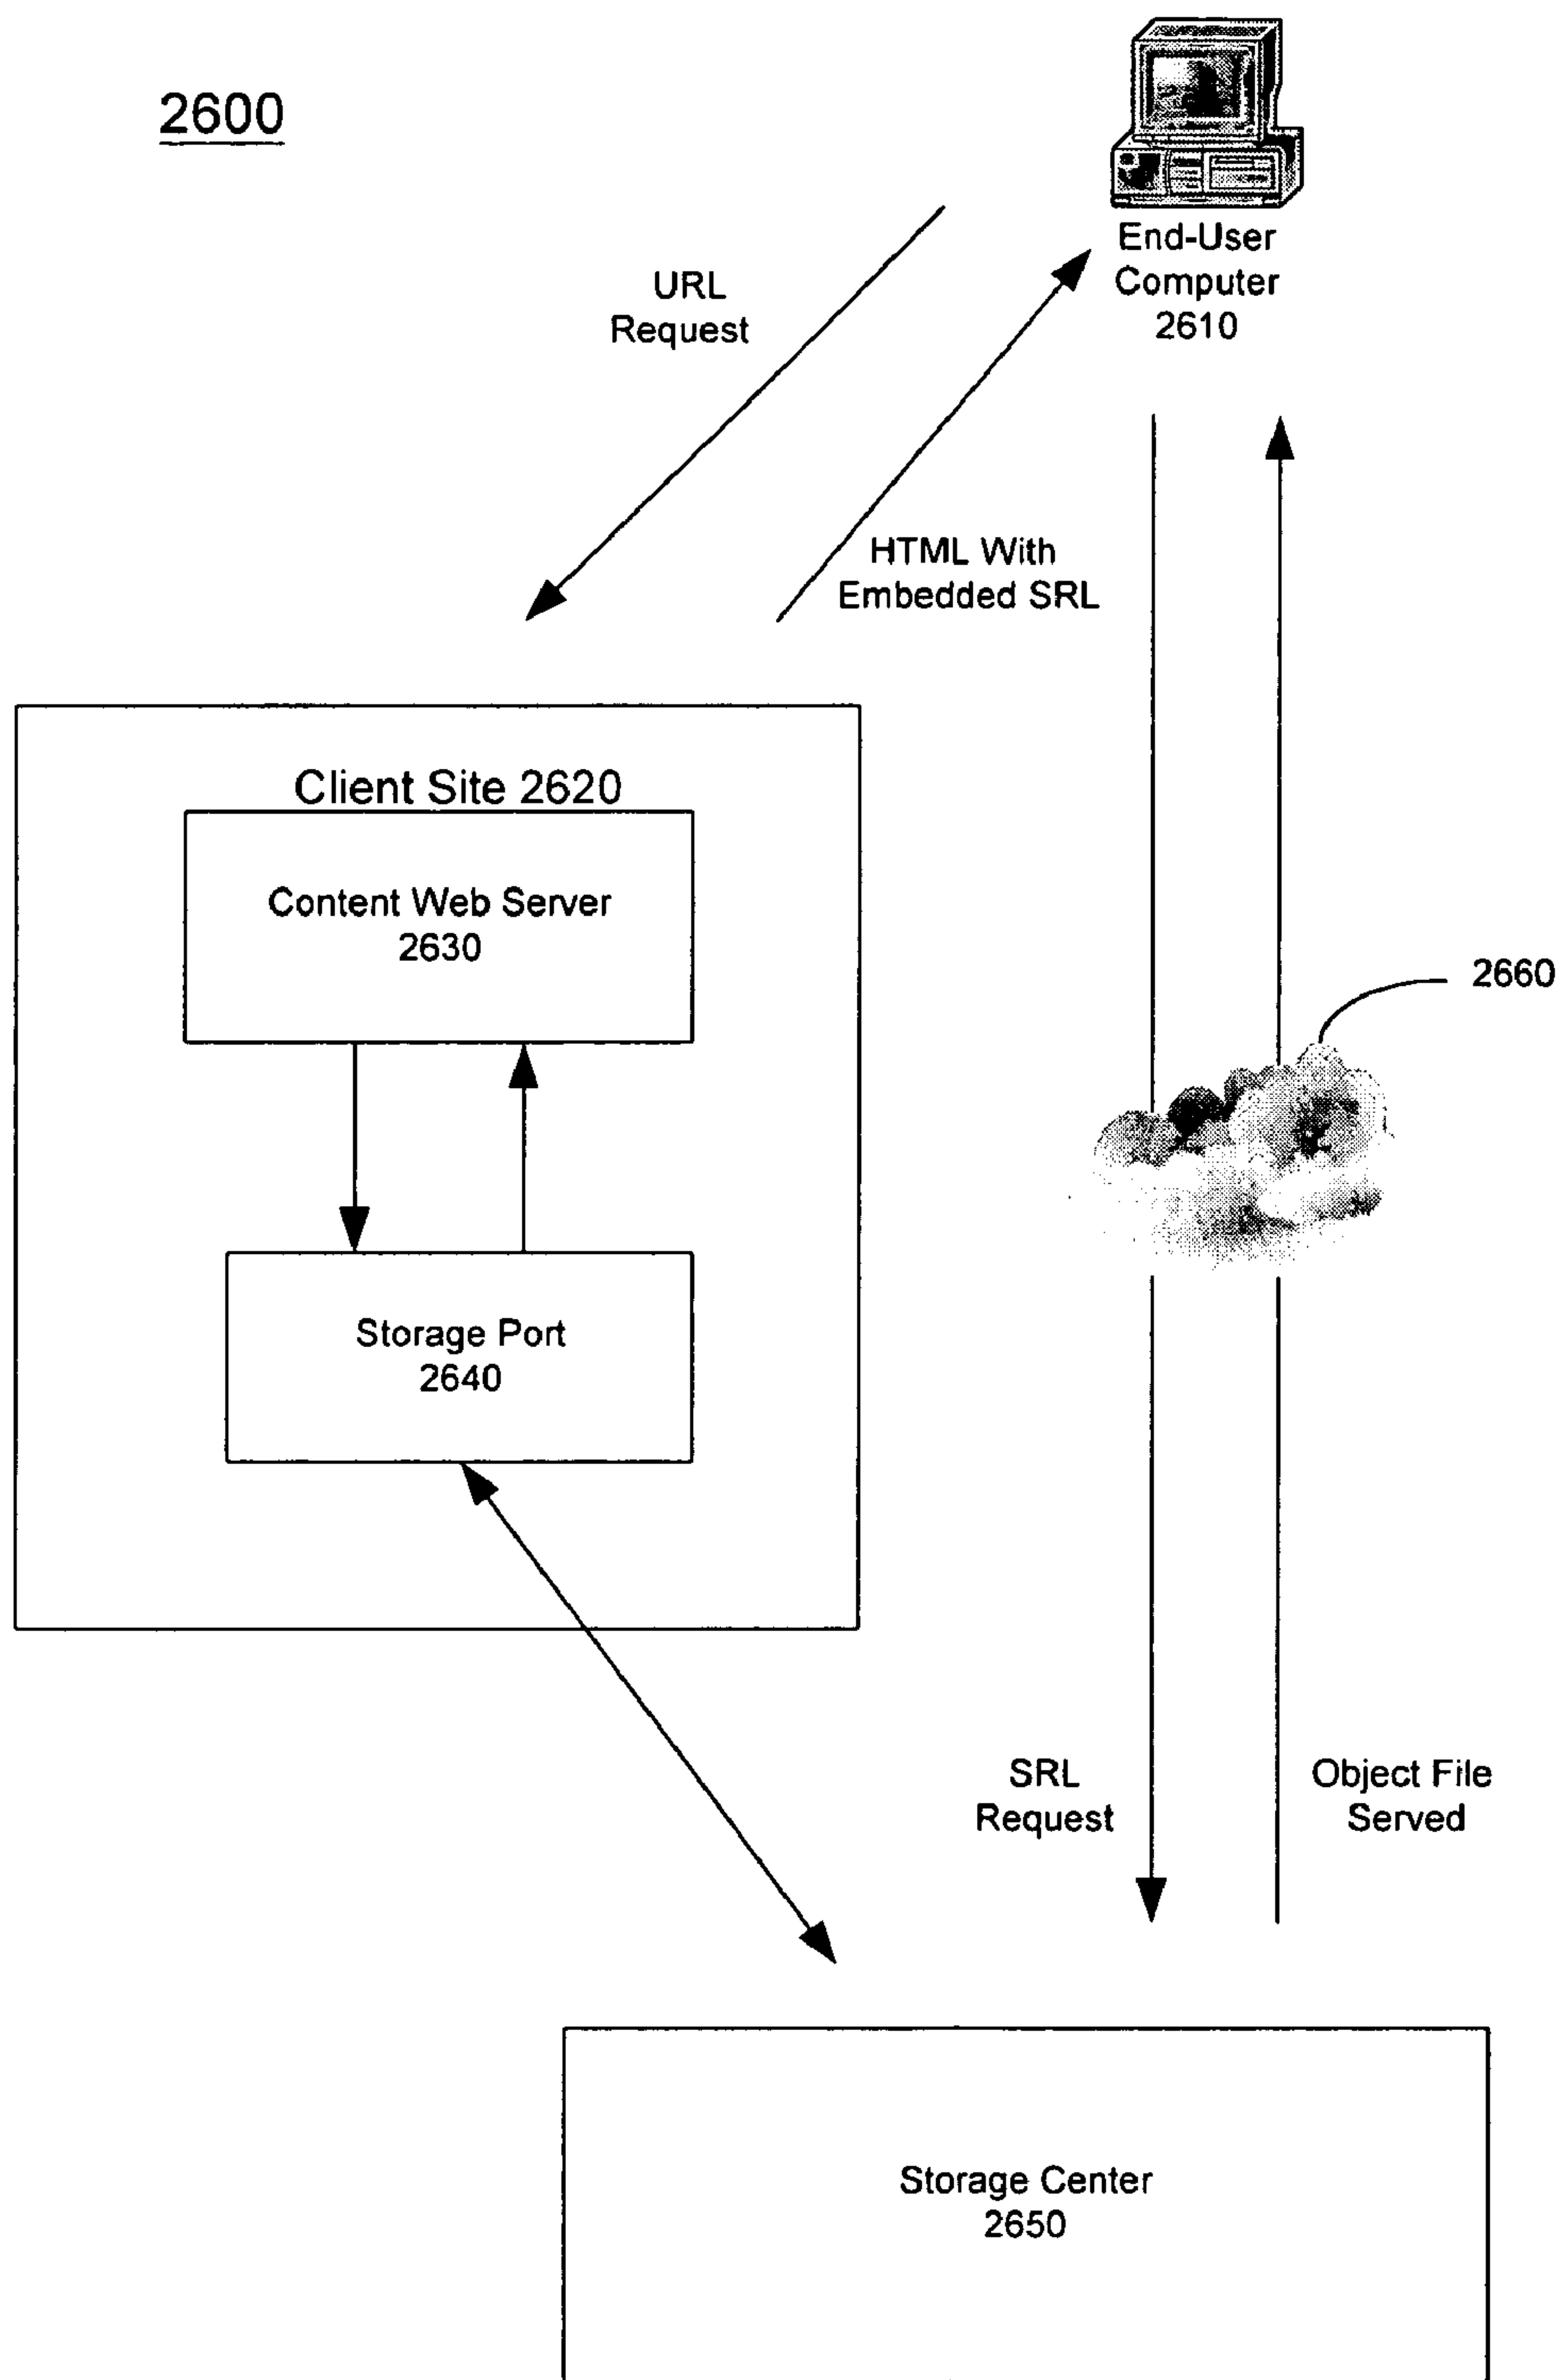 2600
End-User
Computer
2610
URL
Request
HTML With
Embedded SRL
Client Site 2620
Content Web Server
2630
2660
Storage Port
2640
SRL
Request
Object File
Served
Storage Center
2650